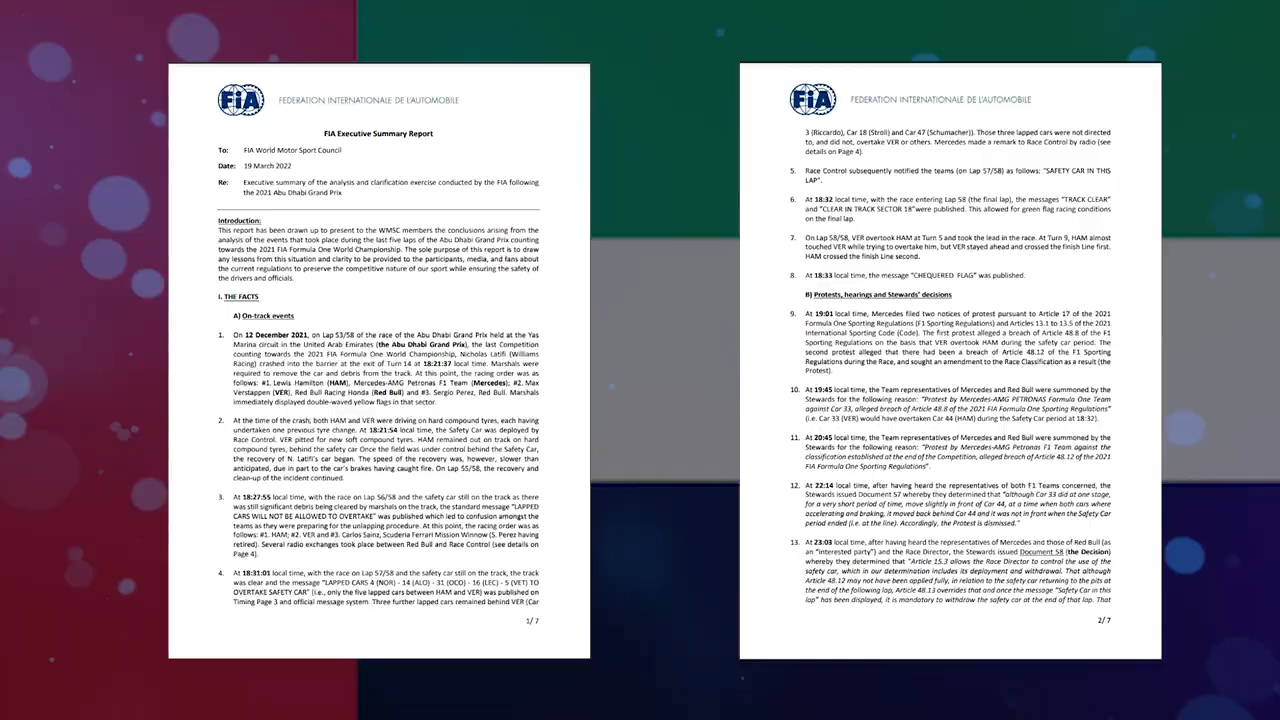 FiA FEDERATION INTERNATIONALE DE L'AUTOMOBILE
FIA Executive Summary Report
To: FIA World Motor Sport Council
Date: 19 March 2022
Re: Executive summary of the analysis and clarification exercise conducted by the FIA following
the 2021 Abu Dhabi Grand Prix
Introduction:
This report has been drawn up to present to the WMSC members the conclusions arising from the
analysis of the events that took place during the last five laps of the Abu Dhabi Grand Prix counting
towards the 2021 FIA Formula One World Championship. The sole purpose of this report is to draw
any lessons from this situation and clarity to be provided to the participants, media, and fans about
the current regulations to preserve the competitive nature of our sport while ensuring the safety of
the drivers and officials.
I. THE FACTS
A) On-track events
1. On 12 December 2021, on Lap 53/58 of the race of the Abu Dhabi Grand Prix held at the Yas
Marina circuit in the United Arab Emirates (the Abu Dhabi Grand Prix), the last Competition
counting towards the 2021 FIA Formula One World Championship, Nicholas Latifi (Williams
Racing) crashed into the barrier at the exit of Turn 14 at 18:21:37 local time. Marshals were
required to remove the car and debris from the track. At this point, the racing order was as
follows: #1. Lewis Hamilton (HAM), Mercedes-AMG Petronas F1 Team (Mercedes); #2. Max
Verstappen (VER), Red Bull Racing Honda (Red Bull) and #3. Sergio Perez, Red Bull. Marshals
immediately displayed double-waved yellow flags in that sector.
2. At the time of the crash, both HAM and VER were driving on hard compound tyres, each having
undertaken one previous tyre change. At 18:21:54 local time, the Safety Car was deployed by
Race Control. VER pitted for new soft compound tyres. HAM remained out on track on hard
compound tyres, behind the safety car Once the field was under control behind the Safety Car,
the recovery of N. Latifi's car began. The speed of the recovery was, however, slower than
anticipated, due in part to the car's brakes having caught fire. On Lap 55/58, the recovery and
clean-up of the incident continued.
3. At 18:27:55 local time, with the race on Lap 56/58 and the safety car still on the track as there
was still significant debris being cleared by marshals on the track, the standard message "LAPPED
CARS WILL NOT BE ALLOWED TO OVERTAKE" was published which led to confusion amongst the
teams as they were preparing for the unlapping procedure. At this point, the racing order was as
follows: #1. HAM; #2. VER and #3. Carlos Sainz, Scuderia Ferrari Mission Winnow (S. Perez having
retired). Several radio exchanges took place between Red Bull and Race Control (see details on
Page 4).
4. At 18:31:01 local time, with the race on Lap 57/58 and the safety car still on the track, the track
was clear and the message "LAPPED CARS 4 (NOR) - 14 (ALO) - 31 (OCO) - 16 (LEC) - 5 (VET) TO
OVERTAKE SAFETY CAR" (i.e., only the five lapped cars between HAM and VER) was published on
Timing Page 3 and official message system. Three further lapped cars remained behind VER (Car
1/ 7
FiA FEDERATION INTERNATIONALE DE L'AUTOMOBILE
3 (Riccardo), Car 18 (Stroll) and Car 47 (Schumacher)). Those three lapped cars were not directed
to, and did not, overtake VER or others. Mercedes made a remark to Race Control by radio (see
details on Page 4).
5. Race Control subsequently notified the teams (on Lap 57/58) as follows: "SAFETY CAR IN THIS
LAP".
6. At 18:32 local time, with the race entering Lap 58 (the final lap), the messages "TRACK CLEAR"
and "CLEAR IN TRACK SECTOR 18"were published. This allowed for green flag racing conditions
on the final lap.
7. On Lap 58/58, VER overtook HAM at Turn 5 and took the lead in the race. At Turn 9, HAM almost
touched VER while trying to overtake him, but VER stayed ahead and crossed the finish Line first.
HAM crossed the finish Line second.
8. At 18:33 local time, the message "CHEQUERED FLAG" was published.
B) Protests, hearings and Stewards' decisions
9. At 19:01 local time, Mercedes filed two notices of protest pursuant to Article 17 of the 2021
Formula One Sporting Regulations (F1 Sporting Regulations) and Articles 13.1 to 13.5 of the 2021
International Sporting Code (Code). The first protest alleged a breach of Article 48.8 of the F1
Sporting Regulations on the basis that VER overtook HAM during the safety car period. The
second protest alleged that there had been a breach of Article 48.12 of the F1 Sporting
Regulations during the Race, and sought an amendment to the Race Classification as a result (the
Protest).
10. At 19:45 local time, the Team representatives of Mercedes and Red Bull were summoned by the
Stewards for the following reason: "Protest by Mercedes-AMG PETRONAS Formula One Team
against Car 33, alleged breach of Article 48.8 of the 2021 FIA Formula One Sporting Regulations"
(i.e. Car 33 (VER) would have overtaken Car 44 (HAM) during the Safety Car period at 18:32).
11. At 20:45 local time, the Team representatives of Mercedes and Red Bull were summoned by the
Stewards for the following reason: "Protest by Mercedes-AMG Petronas F1 Team against the
classification established at the end of the Competition, alleged breach of Article 48.12 of the 2021
FIA Formula One Sporting Regulations".
12. At 22:14 local time, after having heard the representatives of both F1 Teams concerned, the
Stewards issued Document 57 whereby they determined that "although Car 33 did at one stage,
for a very short period of time, move slightly in front of Car 44, at a time when both cars where
accelerating and braking, it moved back behind Car 44 and it was not in front when the Safety Car
period ended (i.e. at the line). Accordingly, the Protest is dismissed."
13. At 23:03 local time, after having heard the representatives of Mercedes and those of Red Bull (as
an "interested party") and the Race Director, the Stewards issued Document 58 (the Decision)
whereby they determined that "Article 15.3 allows the Race Director to control the use of the
safety car, which in our determination includes its deployment and withdrawal. That although
Article 48.12 may not have been applied fully, in relation to the safety car returning to the pits at
the end of the following lap, Article 48.13 overrides that and once the message "Safety Car in this
lap" has been displayed, it is mandatory to withdraw the safety car at the end of that lap. That
2/ 7